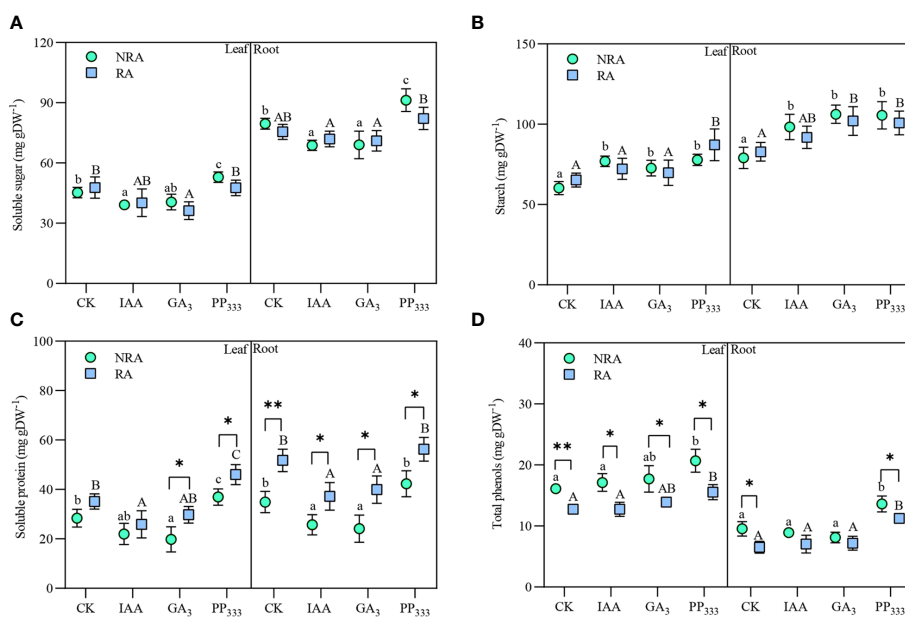 A
120
90
60
30
0
Soluble sugar (mg gDW⁻¹)
Leaf Root
NRA
RA
b B a AB ab A c B
b AB a A a A c B
CK IAA GA₃ PP₃₃₃ CK IAA GA₃ PP₃₃₃
B
150
100
50
0
Starch (mg gDW⁻¹)
Leaf Root
NRA
RA
a A b A b A b B
a A b AB b B b B
CK IAA GA₃ PP₃₃₃ CK IAA GA₃ PP₃₃₃
C
100
80
60
40
20
0
Soluble protein (mg gDW⁻¹)
Leaf Root
NRA
RA
* * ** * * *
b B ab A a AB c C
b B a A a A b B
CK IAA GA₃ PP₃₃₃ CK IAA GA₃ PP₃₃₃
D
40
30
20
10
0
Total phenols (mg gDW⁻¹)
Leaf Root
NRA
RA
** * * * * *
a A a A a AB b B
a A a A a A b B
CK IAA GA₃ PP₃₃₃ CK IAA GA₃ PP₃₃₃